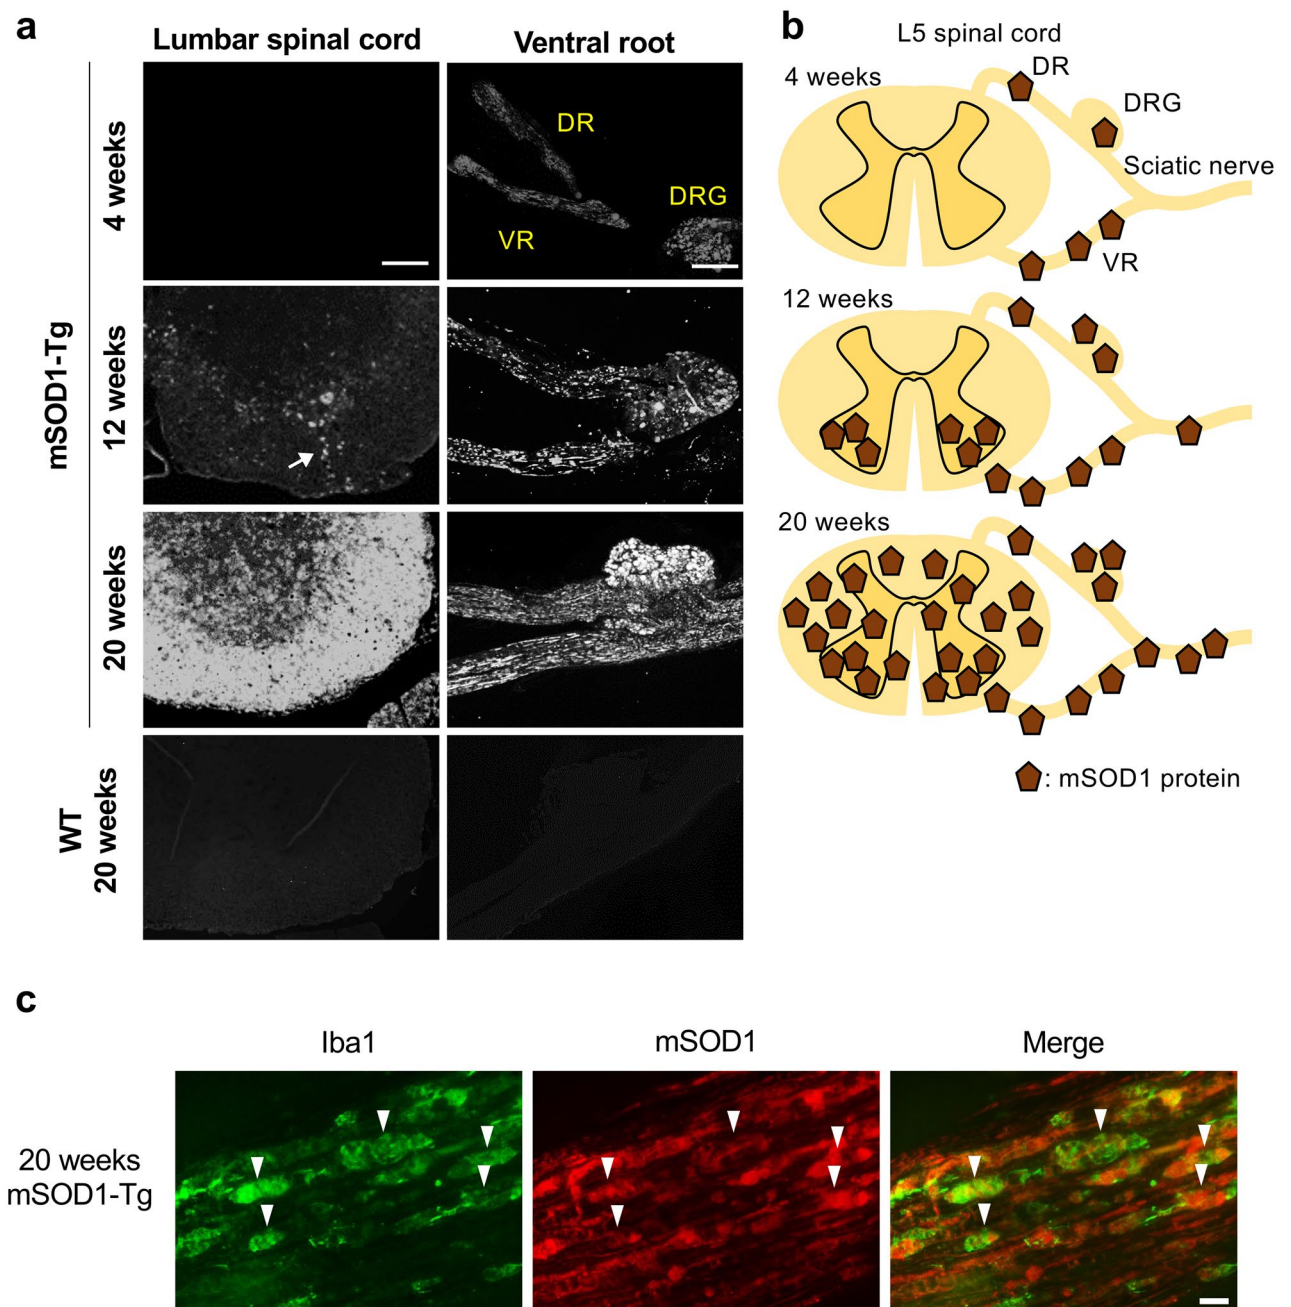 a
Lumbar spinal cord
Ventral root
mSOD1-Tg
4 weeks
DR
DRG
VR
12 weeks
20 weeks
WT
20 weeks
b
L5 spinal cord
4 weeks
DR
DRG
Sciatic nerve
VR
12 weeks
20 weeks
: mSOD1 protein
c
Iba1
mSOD1
Merge
20 weeks
mSOD1-Tg